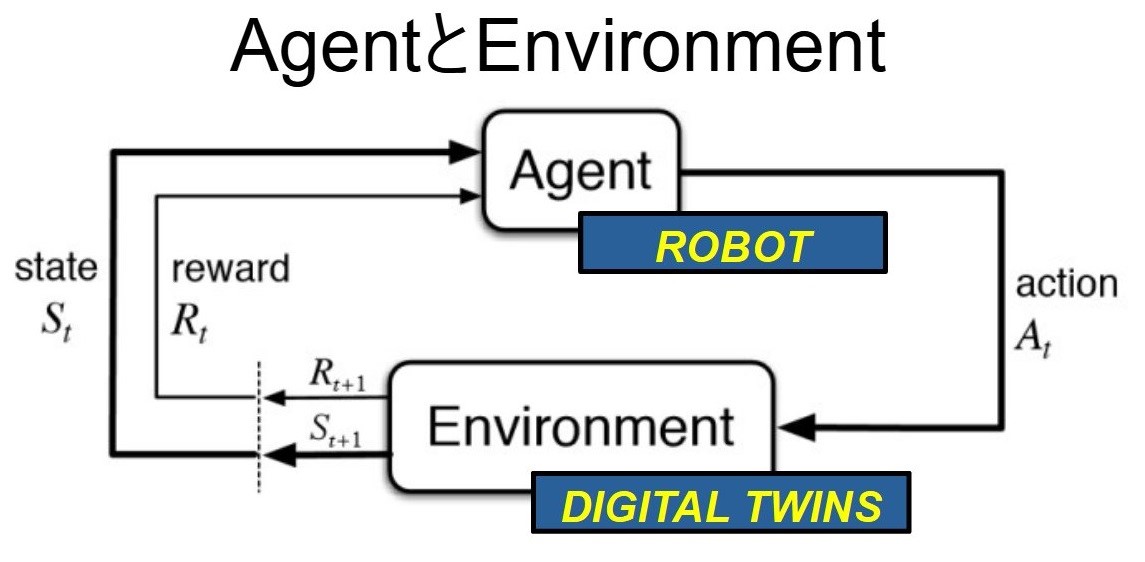 AgentとEnvironment
Agent
ROBOT
state
S_t
reward
R_t
action
A_t
R_{t+1}
S_{t+1}
Environment
DIGITAL TWINS